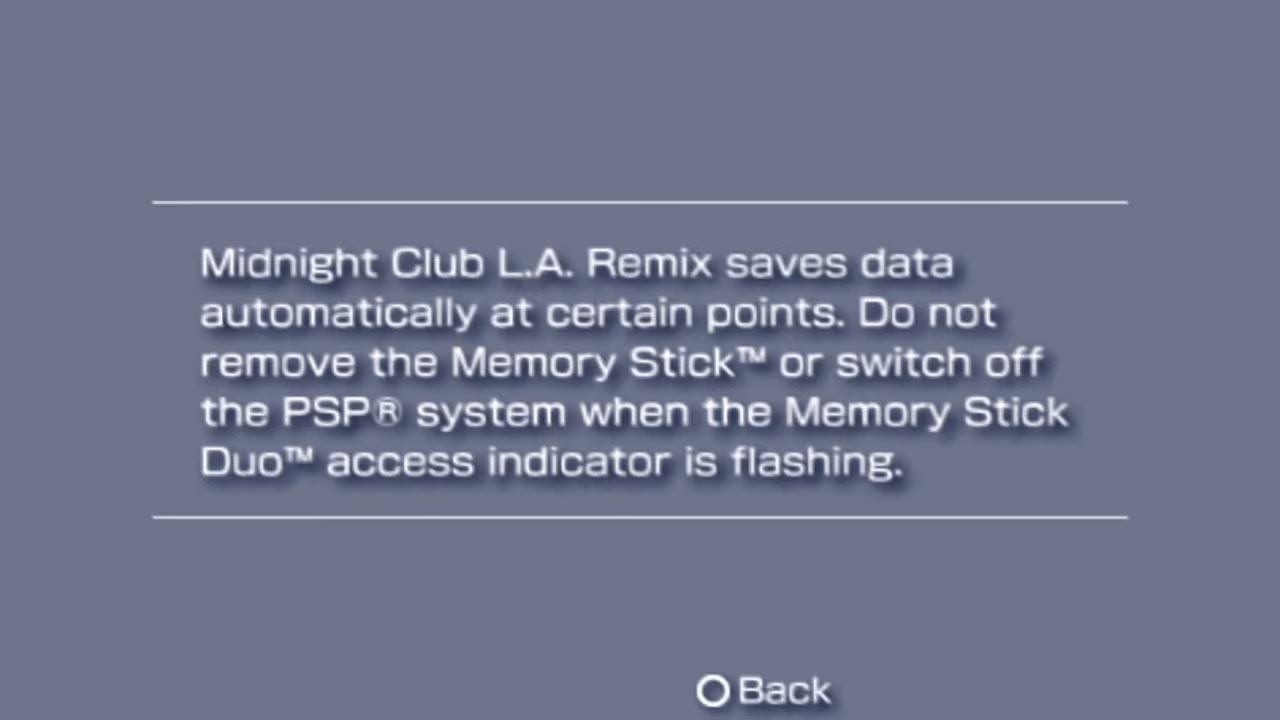 Midnight Club L.A. Remix saves data
automatically at certain points. Do not
remove the Memory Stick™ or switch off
the PSP® system when the Memory Stick
Duo™ access indicator is flashing.
Back